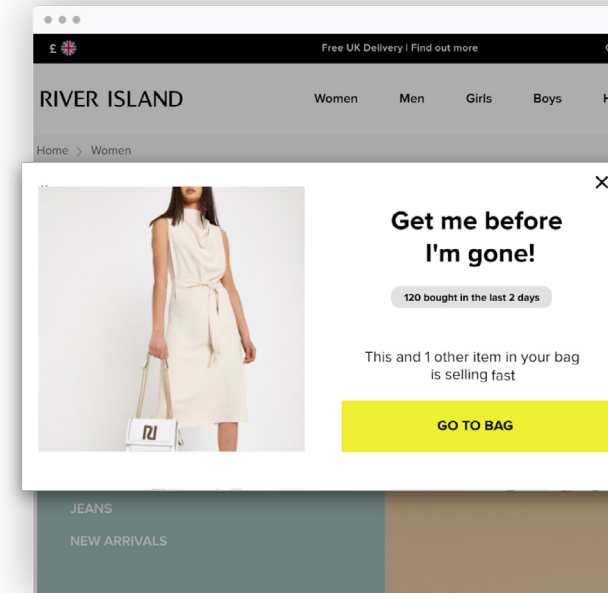 £
Free UK Delivery | Find out more
RIVER ISLAND
Women Men Girls Boys
Home > Women
Get me before
I'm gone!
120 bought in the last 2 days
This and 1 other item in your bag
is selling fast
GO TO BAG
RI
JEANS
NEW ARRIVALS